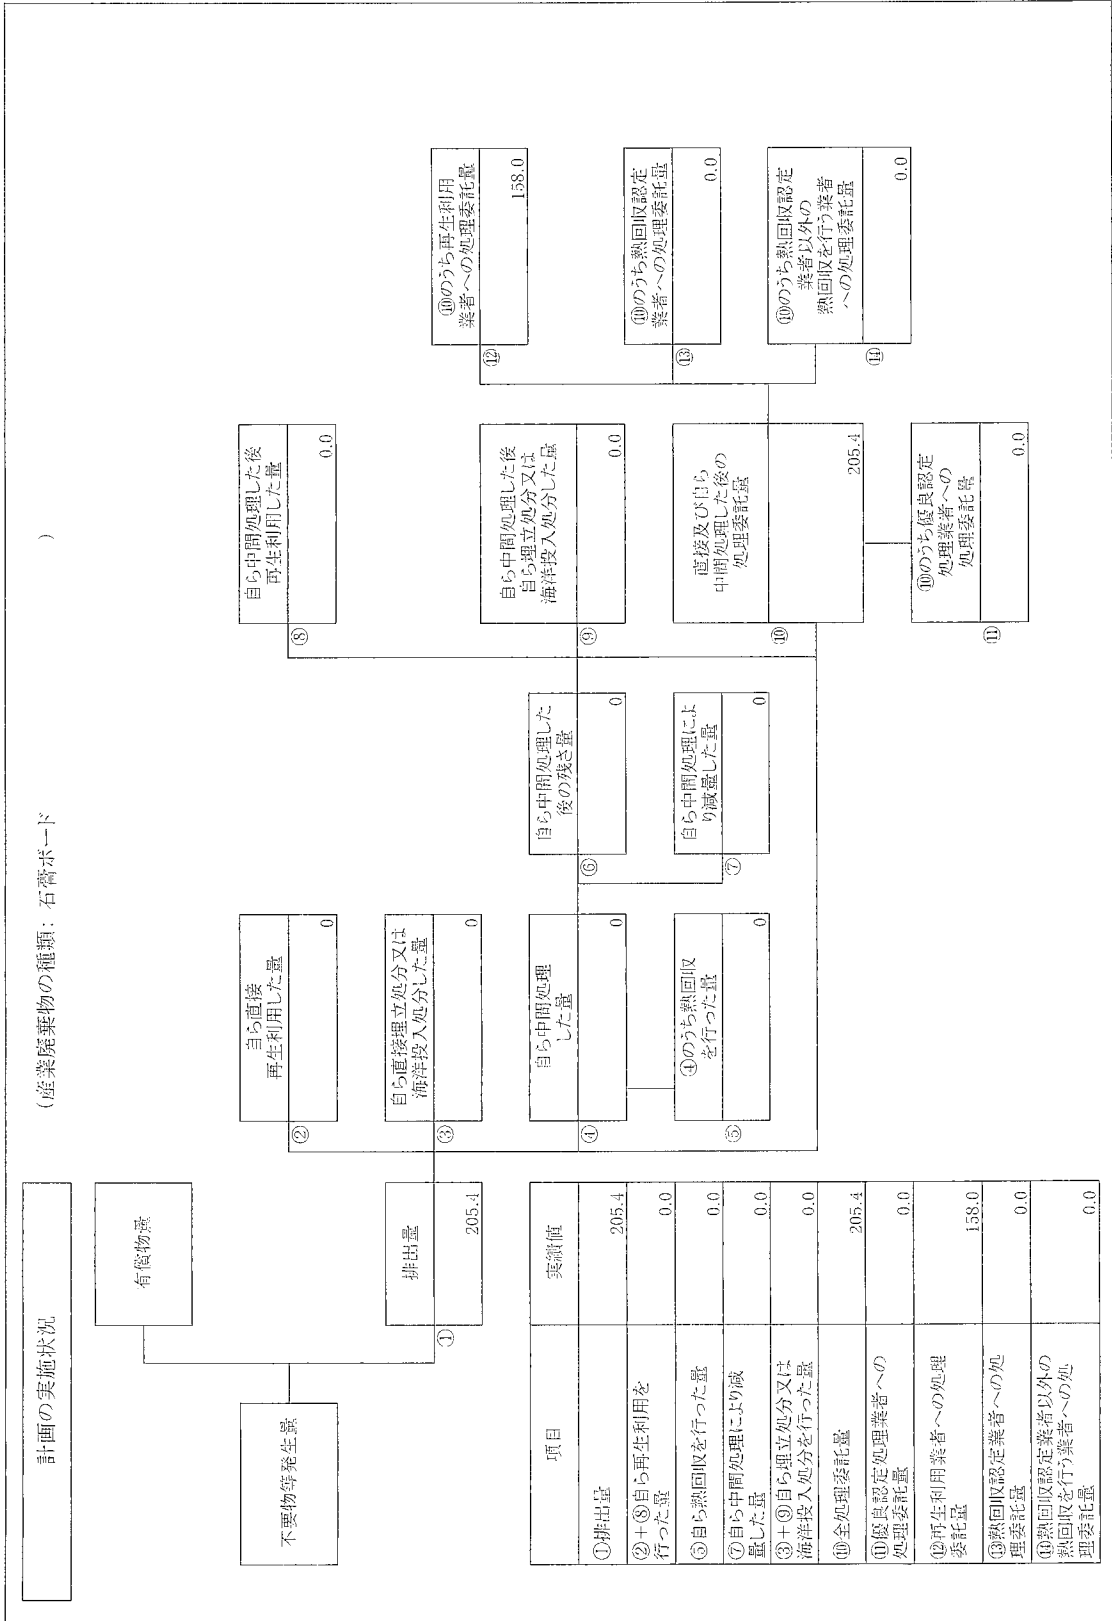 計画の実施状況
(産業廃棄物の種類: 石膏ボード
)
不要物等発生量
有償物量
①
排出量
205.4
②
自ら直接
再生利用した量
0
③
自ら直接埋立処分又は
海洋投入処分した量
0
④
自ら中間処理
した量
0
⑤
④のうち熱回収
を行った量
0
⑥
自ら中間処理した
後の残さ量
0
⑦
自ら中間処理によ
り減量した量
0
⑧
自ら中間処理した後
再生利用した量
0.0
⑨
自ら中間処理した後
自ら埋立処分又は
海洋投入処分した量
0.0
⑩
直接及び自ら
中間処理した後の
処理委託量
205.4
⑪
⑩のうち優良認定
処理業者への
処理委託量
0.0
⑫
⑩のうち再生利用
業者への処理委託量
158.0
⑬
⑩のうち熱回収認定
業者への処理委託量
0.0
⑭
⑩のうち熱回収認定
業者以外の
熱回収を行う業者
への処理委託量
0.0
項目 実績値
①排出量 205.4
②+⑧自ら再生利用を
行った量 0.0
⑤自ら熱回収を行った量 0.0
⑦自ら中間処理により減
量した量 0.0
③+⑨自ら埋立処分又は
海洋投入処分を行った量 0.0
⑩全処理委託量 205.4
⑪優良認定処理業者への
処理委託量 0.0
⑫再生利用業者への処理
委託量 158.0
⑬熱回収認定業者への処
理委託量 0.0
⑭熱回収認定業者以外の
熱回収を行う業者への処
理委託量 0.0